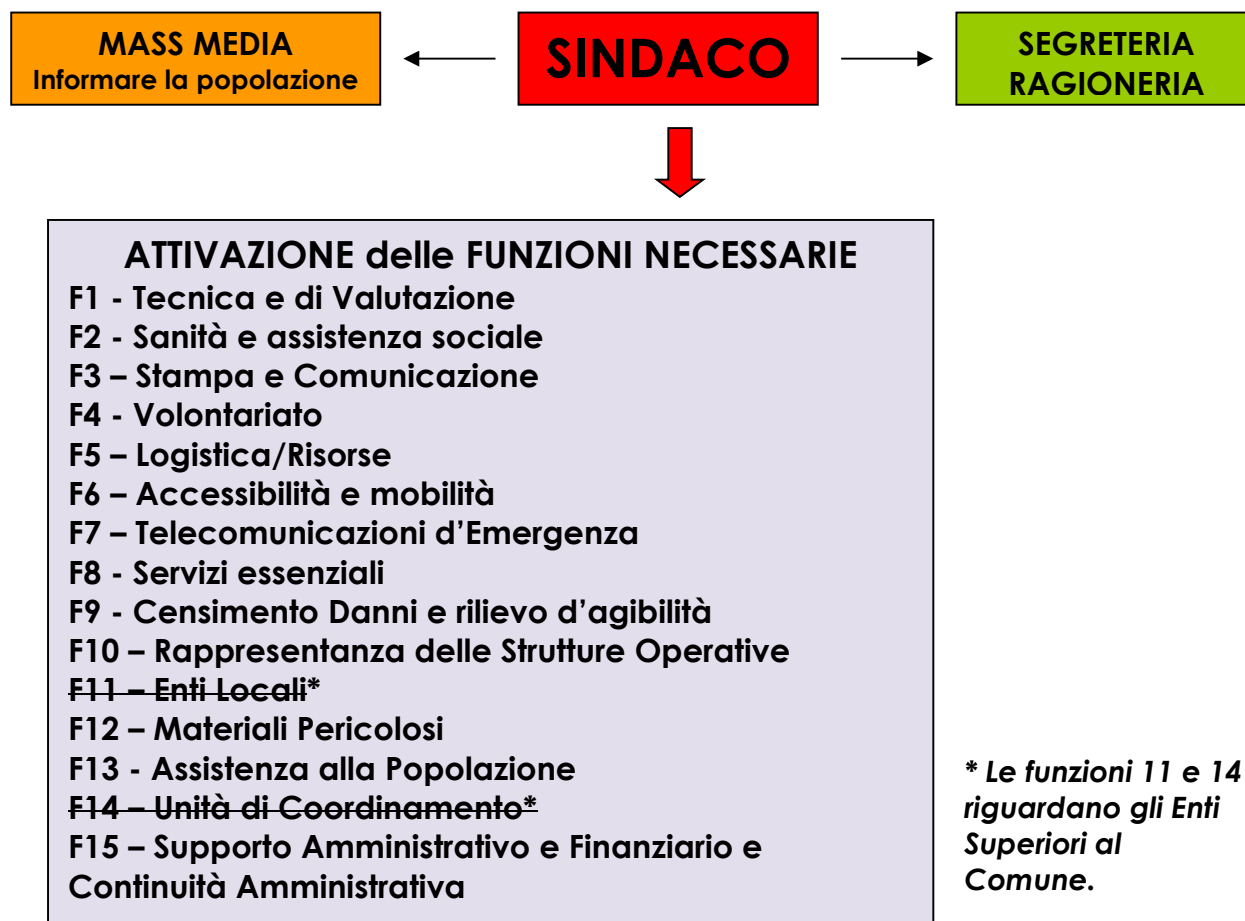 MASS MEDIA
Informare la popolazione
SINDACO
SEGRETERIA
RAGIONERIA
ATTIVAZIONE delle FUNZIONI NECESSARIE
F1 - Tecnica e di Valutazione
F2 - Sanità e assistenza sociale
F3 – Stampa e Comunicazione
F4 - Volontariato
F5 – Logistica/Risorse
F6 – Accessibilità e mobilità
F7 – Telecomunicazioni d’Emergenza
F8 - Servizi essenziali
F9 - Censimento Danni e rilievo d’agibilità
F10 – Rappresentanza delle Strutture Operative
F11 – Enti Locali*
F12 – Materiali Pericolosi
F13 - Assistenza alla Popolazione
F14 – Unità di Coordinamento*
F15 – Supporto Amministrativo e Finanziario e
Continuità Amministrativa
* Le funzioni 11 e 14
riguardano gli Enti
Superiori al
Comune.